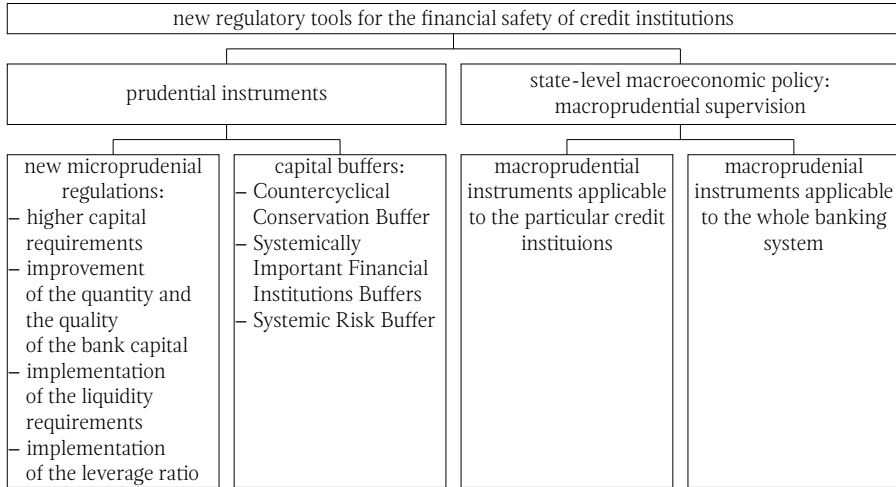 new regulatory tools for the financial safety of credit institutions
prudential instruments
state-level macroeconomic policy:
macroprudential supervision
new microprudenial
regulations:
– higher capital
requirements
– improvement
of the quantity and
the quality
of the bank capital
– implementation
of the liquidity
requirements
– implementation
of the leverage ratio
capital buffers:
– Countercyclical
Conservation Buffer
– Systemically
Important Financial
Institutions Buffers
– Systemic Risk Buffer
macroprudential
instruments applicable
to the particular credit
instituions
macroprudenial
instruments applicable
to the whole banking
system